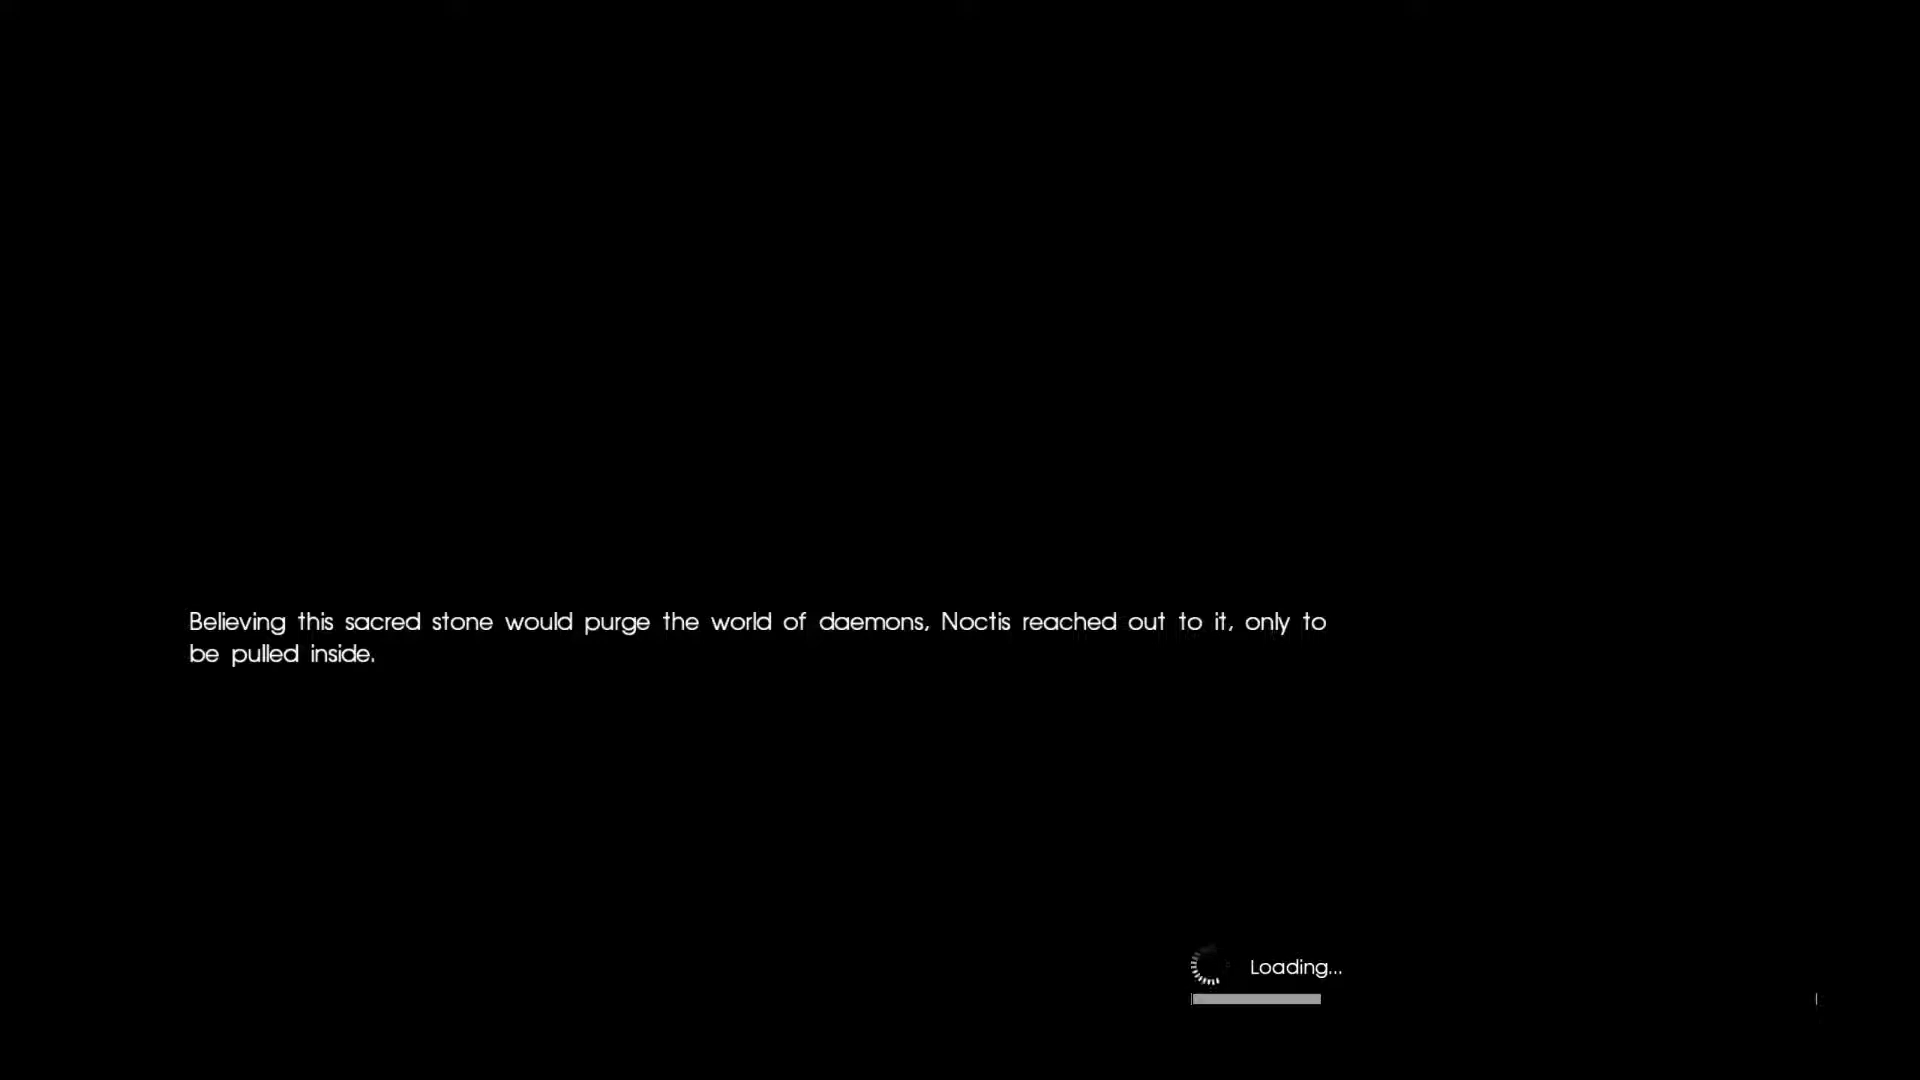 Believing this sacred stone would purge the world of daemons, Noctis reached out to it, only to
be pulled inside.
Loading...